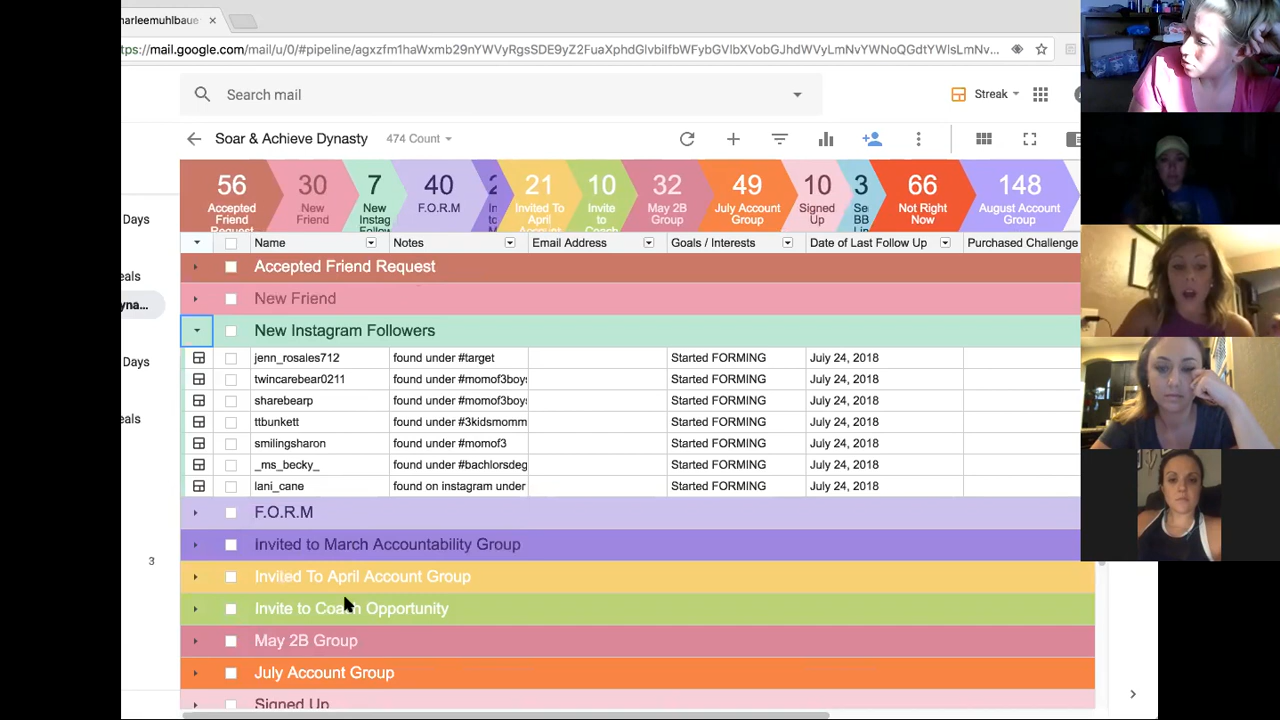 harleemuhlbaue
ttps://mail.google.com/mail/u/0/#pipeline/
Search mail
Streak
Soar & Achieve Dynasty
474 Count
56 Accepted Friend Request
30 New Friend
7 New Instag Follow
40 F.O.R.M
21 Invited To April Account
10 Invite to Coach
32 May 2B Group
49 July Account Group
10 Signed Up
3 Se BB
66 Not Right Now
148 August Account Group
Days
eals
yna...
Days
eals
3
Name Notes Email Address Goals / Interests Date of Last Follow Up Purchased Challenge
Accepted Friend Request
New Friend
New Instagram Followers
jenn_rosales712 found under #target Started FORMING July 24, 2018
twincarebear0211 found under #momof3boys Started FORMING July 24, 2018
sharebearp found under #momof3boys Started FORMING July 24, 2018
ttbunkett found under #3kidsmomm Started FORMING July 24, 2018
smilingsharon found under #momof3 Started FORMING July 24, 2018
_ms_becky_ found under #bachlorsdeg Started FORMING July 24, 2018
lani_cane found on instagram under Started FORMING July 24, 2018
F.O.R.M
Invited to March Accountability Group
Invited To April Account Group
Invite to Coach Opportunity
May 2B Group
July Account Group
Signed Up